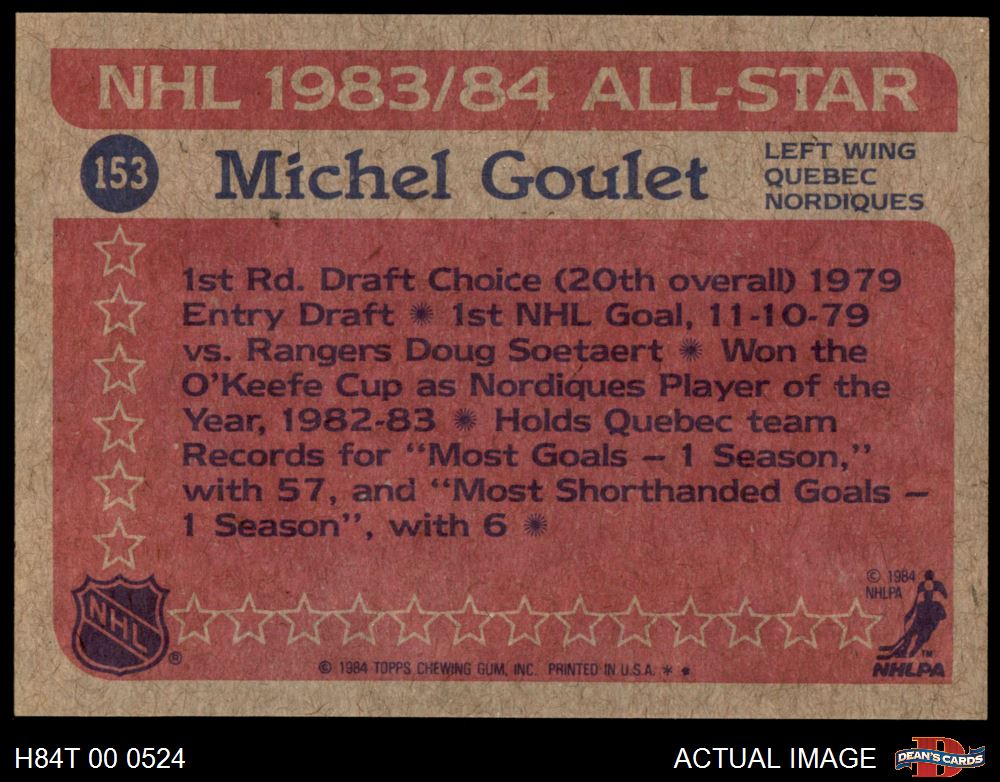 NHL 1983/84 ALL-STAR
153
Michel Goulet
LEFT WING
QUEBEC
NORDIQUES
1st Rd. Draft Choice (20th overall) 1979
Entry Draft ✺ 1st NHL Goal, 11-10-79
vs. Rangers Doug Soetaert ✺ Won the
O'Keefe Cup as Nordiques Player of the
Year, 1982-83 ✺ Holds Quebec team
Records for "Most Goals – 1 Season,"
with 57, and "Most Shorthanded Goals –
1 Season", with 6 ✺
© 1984
NHLPA
NHL
®
TM
NHLPA
© 1984 TOPPS CHEWING GUM, INC. PRINTED IN U.S.A. * *
H84T 00 0524
ACTUAL IMAGE
D
DEAN'S CARDS